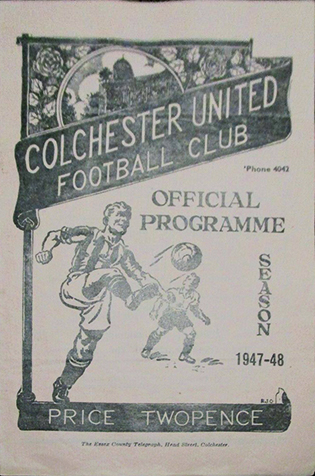 COLCHESTER UNITED
FOOTBALL CLUB
'Phone 4042
OFFICIAL
PROGRAMME
SEASON
1947-48
BJO
PRICE TWOPENCE
The Essex County Telegraph, Head Street, Colchester.